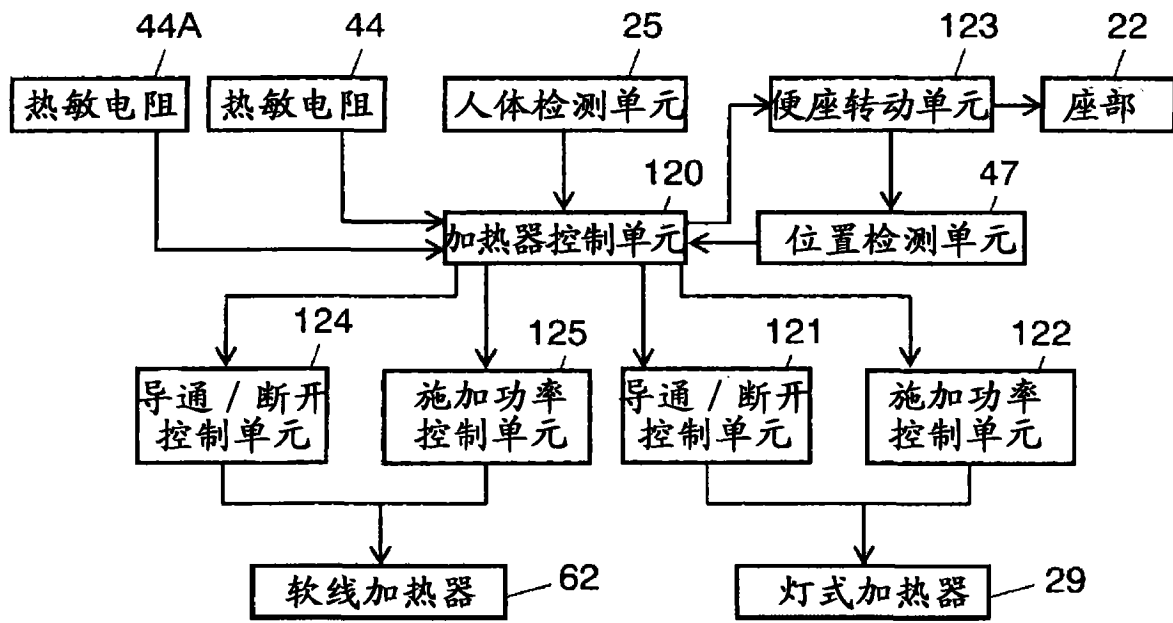 44A
44
25
123
22
热敏电阻
热敏电阻
人体检测单元
便座转动单元
座部
120
47
加热器控制单元
位置检测单元
124
125
121
122
导通/断开
控制单元
施加功率
控制单元
导通/断开
控制单元
施加功率
控制单元
软线加热器
62
灯式加热器
29